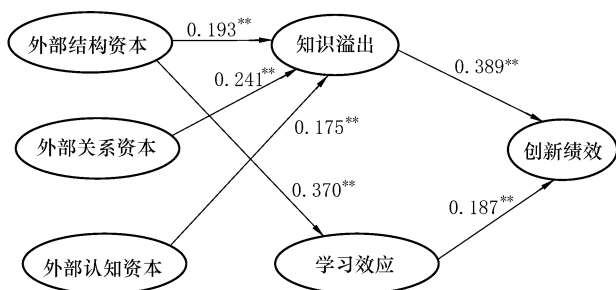 外部结构资本
0.193**
知识溢出
0.389**
0.241**
外部关系资本
0.175**
创新绩效
0.370**
0.187**
外部认知资本
学习效应